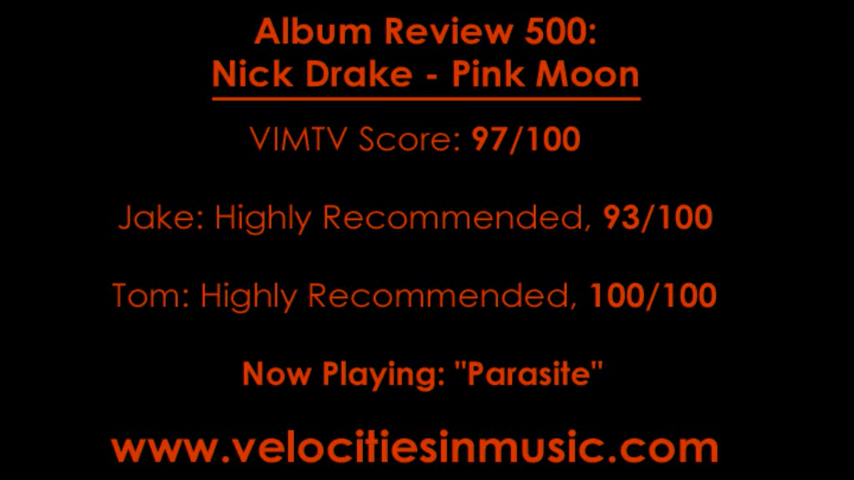 Album Review 500:
Nick Drake - Pink Moon
VIMTV Score: 97/100
Jake: Highly Recommended, 93/100
Tom: Highly Recommended, 100/100
Now Playing: "Parasite"
www.velocitiesinmusic.com